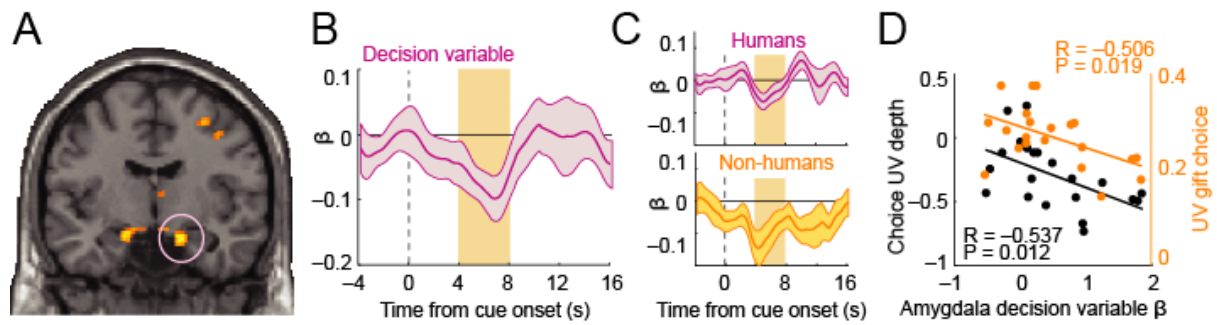 A
B
Decision variable
0.1
0
−0.1
−0.2
β
−4
0
4
8
12
16
Time from cue onset (s)
C
Humans
0.1
0
−0.1
β
Non-humans
0.1
0
−0.1
β
0
8
16
Time from cue onset (s)
D
R = −0.506
P = 0.019
0.5
0
−0.5
−1
Choice UV depth
0.4
0.2
0
UV gift choice
R = −0.537
P = 0.012
−1
0
1
2
Amygdala decision variable β